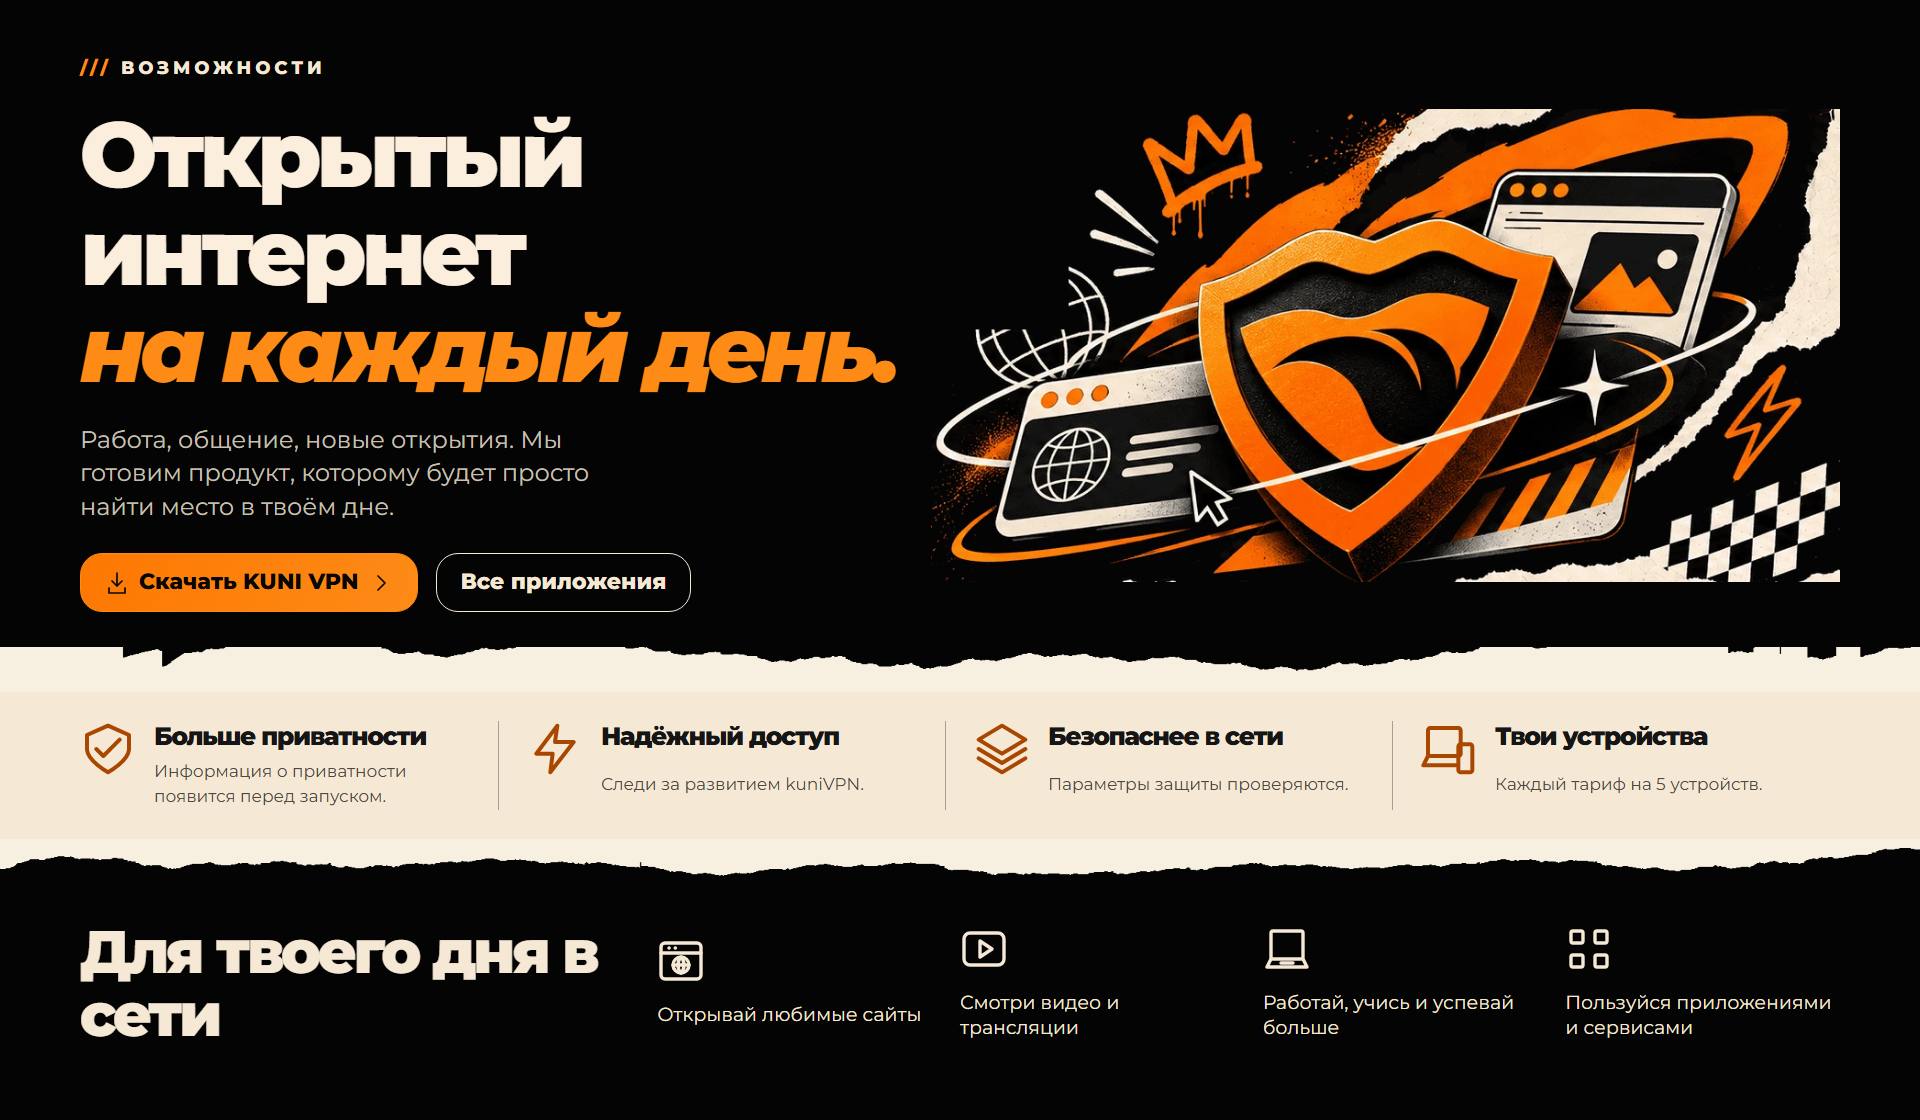 /// ВОЗМОЖНОСТИ
Открытый
интернет
на каждый день.
Работа, общение, новые открытия. Мы
готовим продукт, которому будет просто
найти место в твоём дне.
Скачать KUNI VPN
Все приложения
Больше приватности
Информация о приватности
появится перед запуском.
Надёжный доступ
Следи за развитием kuniVPN.
Безопаснее в сети
Параметры защиты проверяются.
Твои устройства
Каждый тариф на 5 устройств.
Для твоего дня в
сети
Открывай любимые сайты
Смотри видео и
трансляции
Работай, учись и успевай
больше
Пользуйся приложениями
и сервисами